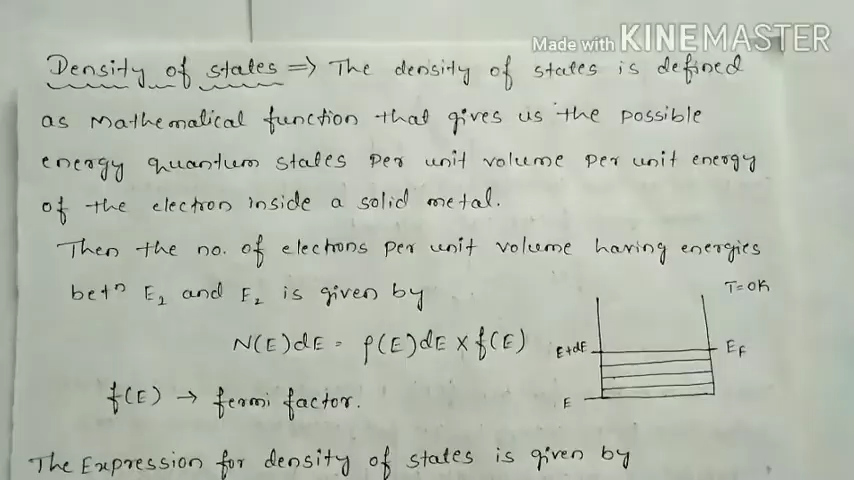 Made with KINEMASTER
Density of states => The density of states is defined
as Mathematical function that gives us the possible
energy quantum states per unit volume per unit energy
of the electron inside a solid metal.
Then the no. of electrons per unit volume having energies
betⁿ E₂ and E₂ is given by
T=0K
N(E)dE = ρ(E)dE × f(E)
E+dE
E_F
f(E) → fermi factor.
E
The Expression for density of states is given by